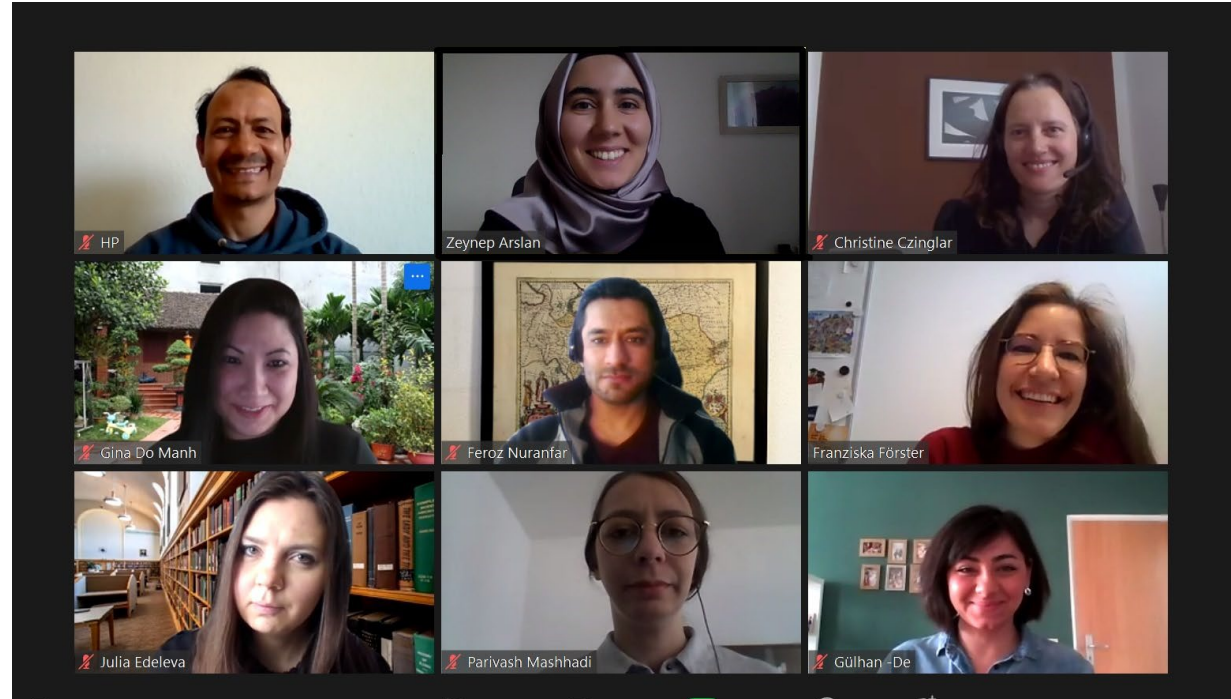 HP
Zeynep Arslan
Christine Czinglar
Gina Do Manh
Feroz Nuranfar
Franziska Förster
Julia Edeleva
Parivash Mashhadi
Gülhan -De